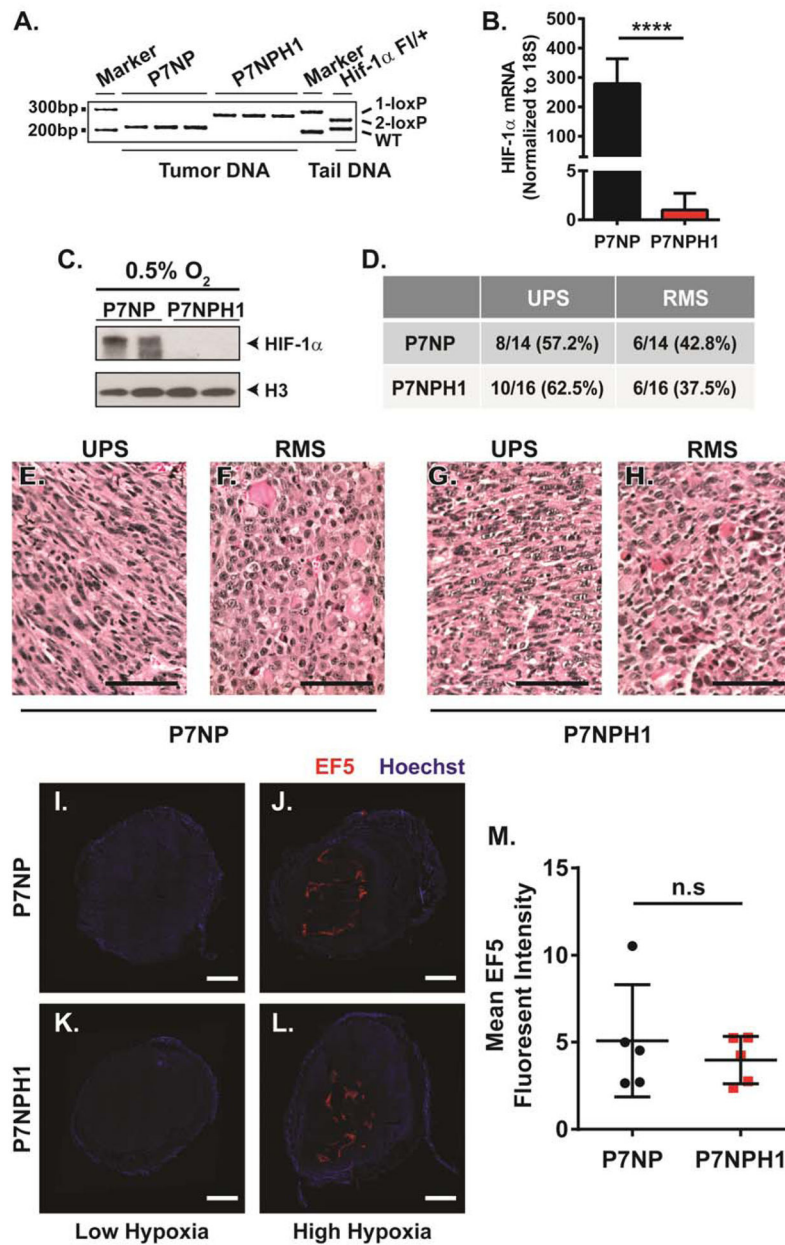 A.
Marker
P7NP
P7NPH1
Marker
Hif-1α Fl/+
300bp
200bp
1-loxP
2-loxP
WT
Tumor DNA
Tail DNA
B.
HIF-1α mRNA
(Normalized to 18S)
500
400
300
200
100
5
0
****
P7NP
P7NPH1
C.
0.5% O₂
P7NP P7NPH1
HIF-1α
H3
D.
UPS RMS
P7NP 8/14 (57.2%) 6/14 (42.8%)
P7NPH1 10/16 (62.5%) 6/16 (37.5%)
UPS RMS UPS RMS
E. F. G. H.
P7NP P7NPH1
EF5 Hoechst
I. J.
P7NP
K. L.
P7NPH1
Low Hypoxia High Hypoxia
M.
Mean EF5
Fluoresent Intensity
15
10
5
0
n.s
P7NP P7NPH1